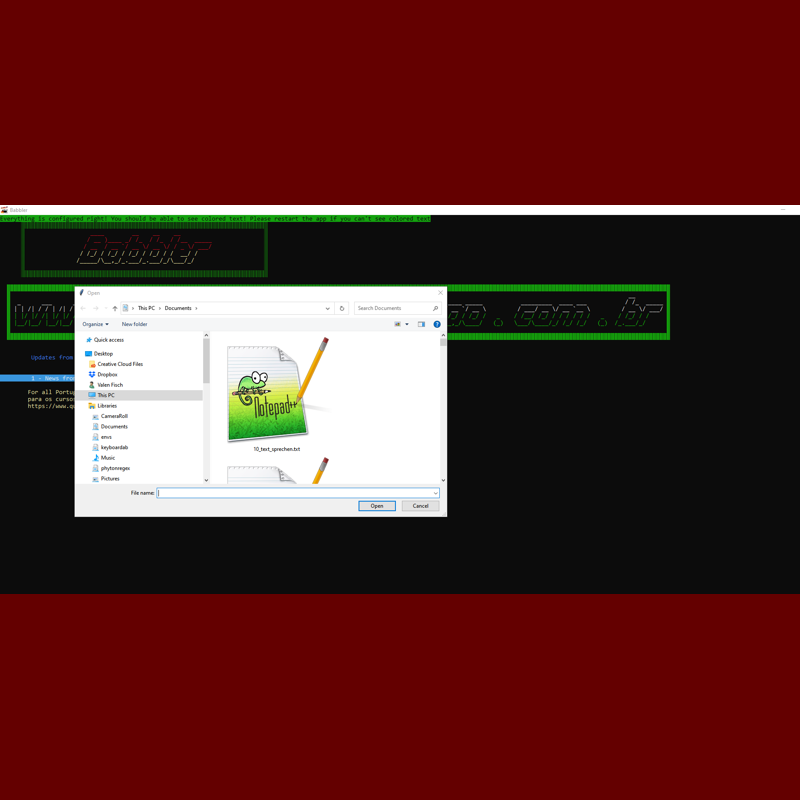 Babbler
Everything is configured right! You should be able to see colored text! Please restart the app if you can't see colored text
Babbler
Open
This PC
Documents
Search Documents
Organize
New folder
Quick access
Desktop
Creative Cloud Files
Dropbox
Valen Fisch
This PC
Libraries
CameraRoll
Documents
envs
keyboardab
Music
phytonregex
Pictures
Notepad++
10_text_sprechen.txt
File name:
Open
Cancel
. com . br
Updates from
1 - News from
For all Portu
para os curso
https://www.q